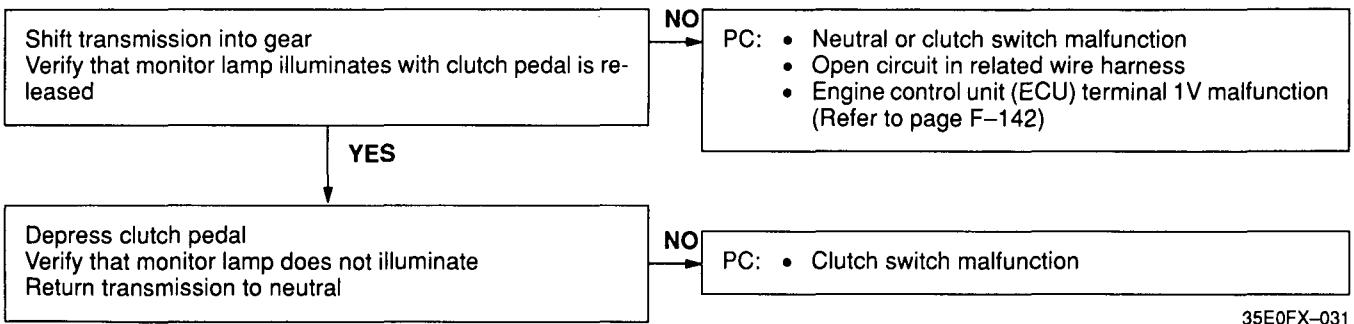 Shift transmission into gear
Verify that monitor lamp illuminates with clutch pedal is re-
leased
NO
PC: • Neutral or clutch switch malfunction
• Open circuit in related wire harness
• Engine control unit (ECU) terminal 1V malfunction
(Refer to page F–142)
YES
Depress clutch pedal
Verify that monitor lamp does not illuminate
Return transmission to neutral
NO
PC: • Clutch switch malfunction
35E0FX–031